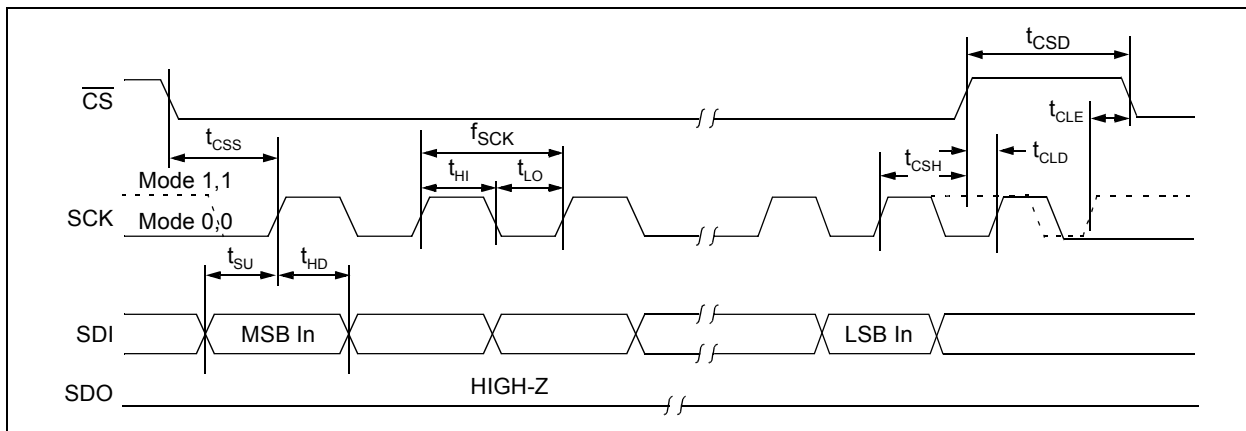 tCSD
CS
tCLE
tCSS
fSCK
tHI
tLO
tCSH
tCLD
Mode 1,1
SCK
Mode 0,0
tSU
tHD
SDI
MSB In
LSB In
SDO
HIGH-Z